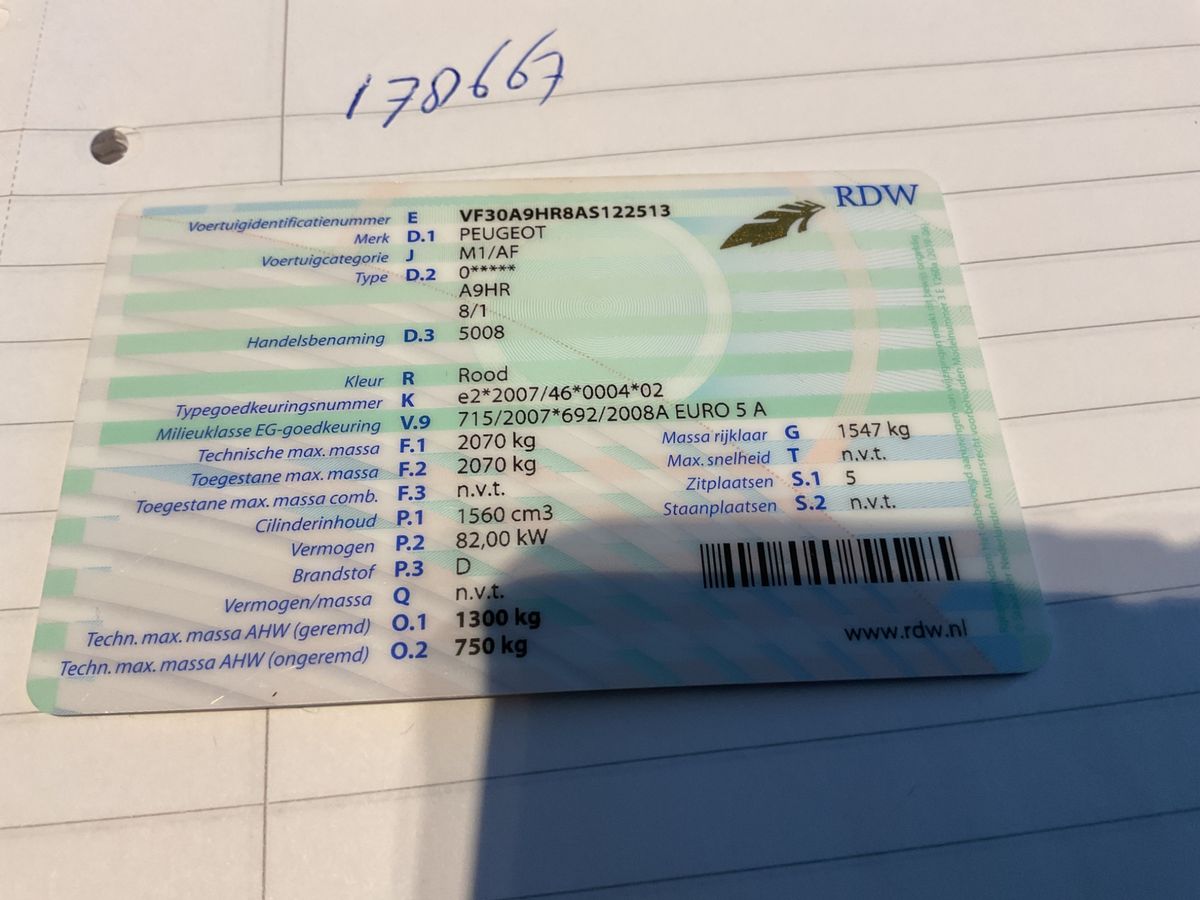 178667
RDW
Voertuigidentificatienummer E VF30A9HR8AS122513
Merk D.1 PEUGEOT
Voertuigcategorie J M1/AF
Type D.2 0*****
A9HR
8/1
Handelsbenaming D.3 5008
Kleur R Rood
Typegoedkeuringsnummer K e2*2007/46*0004*02
Milieuklasse EG-goedkeuring V.9 715/2007*692/2008A EURO 5 A
Technische max. massa F.1 2070 kg Massa rijklaar G 1547 kg
Toegestane max. massa F.2 2070 kg Max. snelheid T n.v.t.
Toegestane max. massa comb. F.3 n.v.t. Zitplaatsen S.1 5
Cilinderinhoud P.1 1560 cm3 Staanplaatsen S.2 n.v.t.
Vermogen P.2 82,00 kW
Brandstof P.3 D
Vermogen/massa Q n.v.t.
Techn. max. massa AHW (geremd) O.1 1300 kg
Techn. max. massa AHW (ongeremd) O.2 750 kg
www.rdw.nl